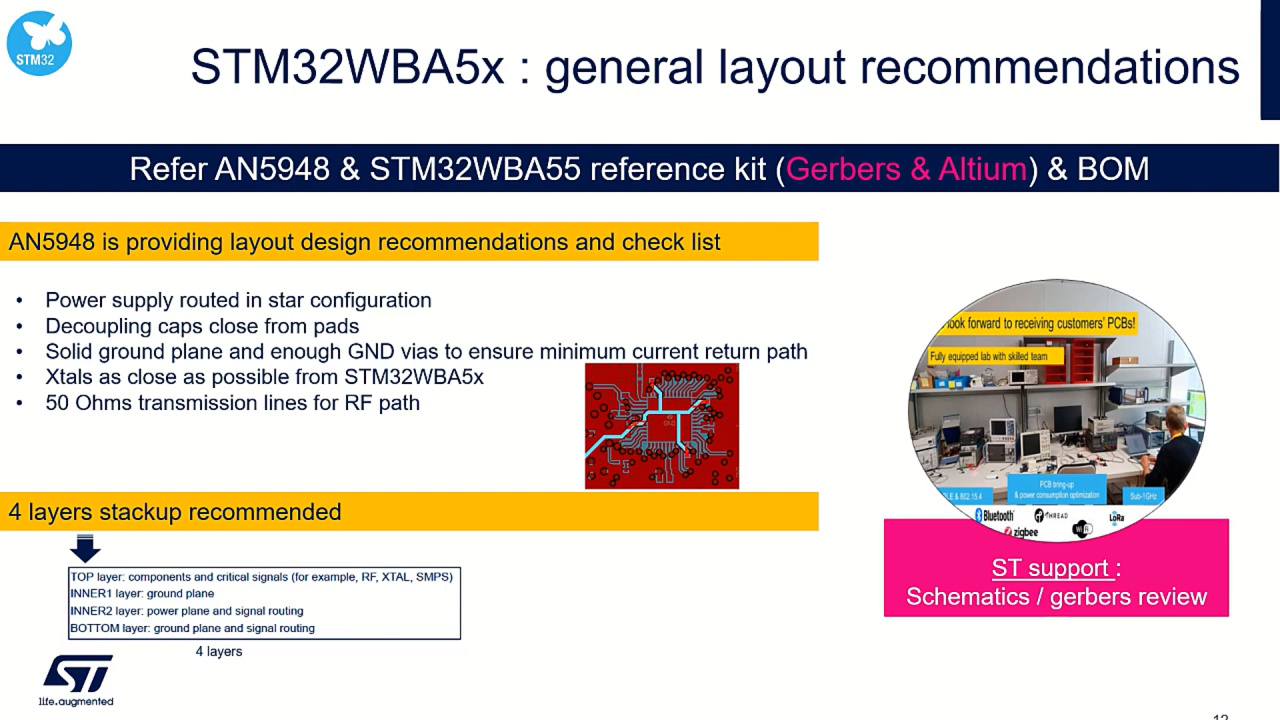 STM32
STM32WBA5x : general layout recommendations
Refer AN5948 & STM32WBA55 reference kit (Gerbers & Altium) & BOM
AN5948 is providing layout design recommendations and check list
• Power supply routed in star configuration
• Decoupling caps close from pads
• Solid ground plane and enough GND vias to ensure minimum current return path
• Xtals as close as possible from STM32WBA5x
• 50 Ohms transmission lines for RF path
4 layers stackup recommended
TOP layer: components and critical signals (for example, RF, XTAL, SMPS)
INNER1 layer: ground plane
INNER2 layer: power plane and signal routing
BOTTOM layer: ground plane and signal routing
4 layers
look forward to receiving customers' PCBs!
Fully equipped lab with skilled team
PCB bring-up
& power consumption optimization
LE & 802.15.4
Sub-1GHz
Bluetooth
THREAD
LoRa
zigbee
ST support :
Schematics / gerbers review
ST
life.augmented